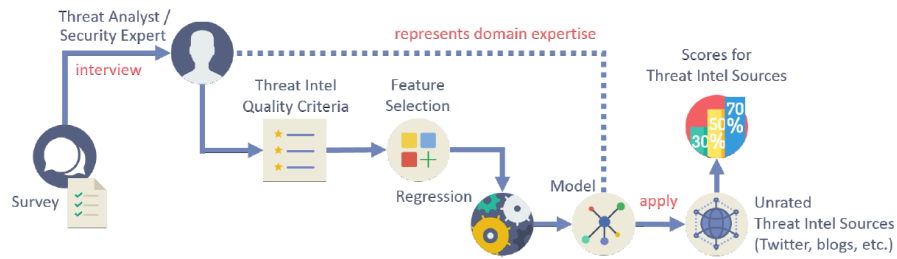 Threat Analyst /
Security Expert
interview
Survey
represents domain expertise
Threat Intel
Quality Criteria
Feature
Selection
Regression
Model
apply
Scores for
Threat Intel Sources
30%
50%
70%
Unrated
Threat Intel Sources
(Twitter, blogs, etc.)